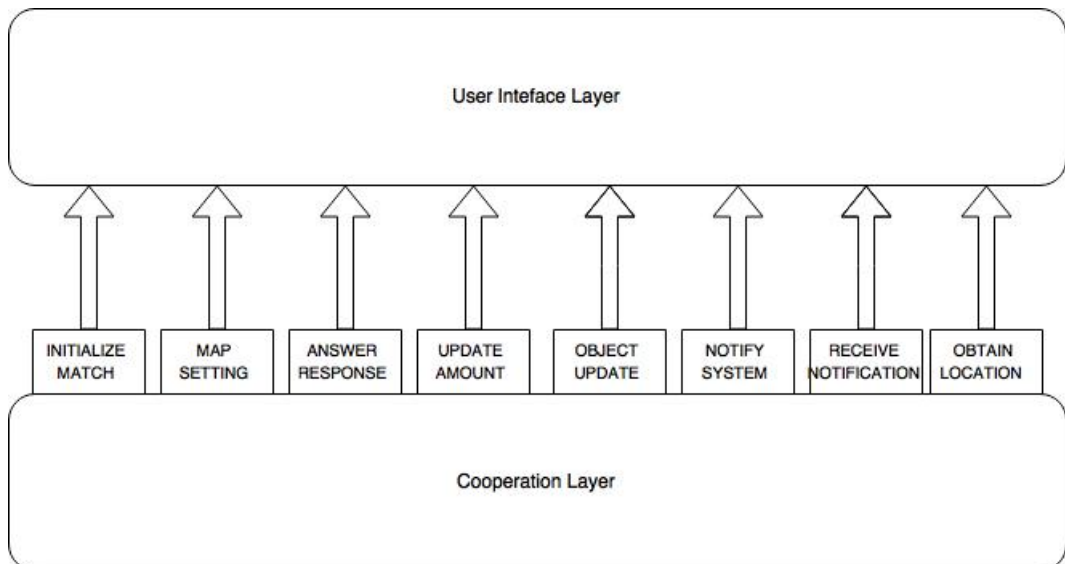 User Inteface Layer
INITIALIZE
MATCH
MAP
SETTING
ANSWER
RESPONSE
UPDATE
AMOUNT
OBJECT
UPDATE
NOTIFY
SYSTEM
RECEIVE
NOTIFICATION
OBTAIN
LOCATION
Cooperation Layer